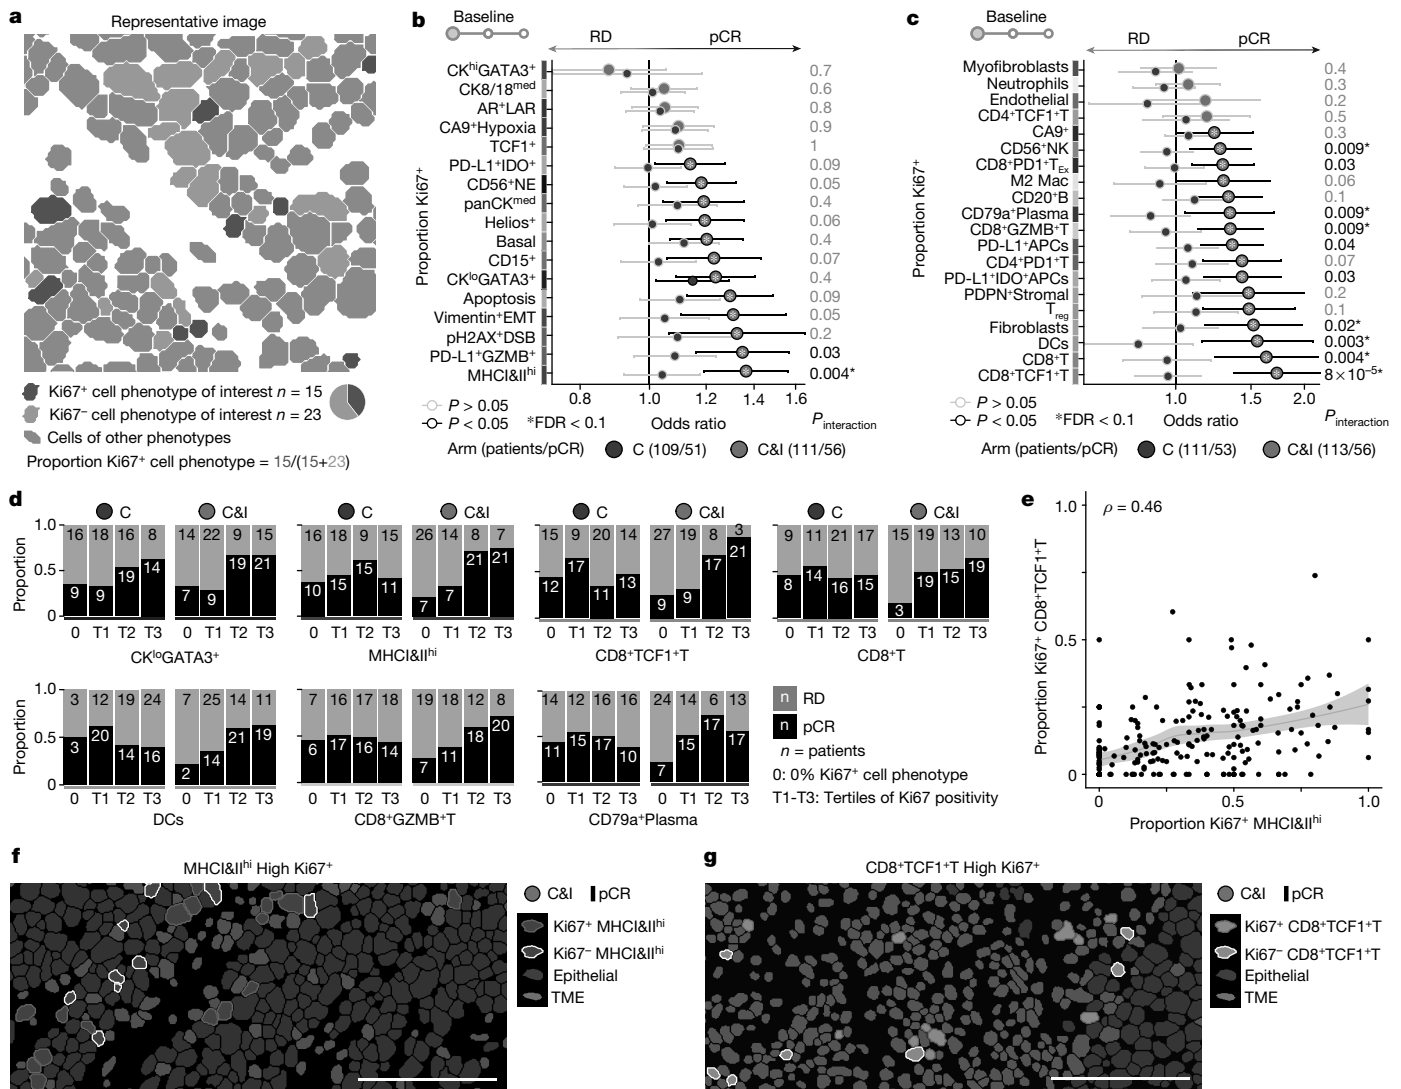 a
Representative image
Ki67⁺ cell phenotype of interest n = 15
Ki67⁻ cell phenotype of interest n = 23
Cells of other phenotypes
Proportion Ki67⁺ cell phenotype = 15/(15+23)
b
Baseline
RD pCR
Proportion Ki67⁺
CKʰⁱGATA3⁺ 0.7
CK8/18ᵐᵉᵈ 0.6
AR⁺LAR 0.8
CA9⁺Hypoxia 0.9
TCF1⁺ 1
PD-L1⁺IDO⁺ 0.09
CD56⁺NE 0.05
panCKᵐᵉᵈ 0.4
Helios⁺ 0.06
Basal 0.4
CD15⁺ 0.07
CKˡᵒGATA3⁺ 0.4
Apoptosis 0.09
Vimentin⁺EMT 0.05
pH2AX⁺DSB 0.2
PD-L1⁺GZMB⁺ 0.03
MHCI&IIʰⁱ 0.004*
0.8 1.0 1.2 1.4 1.6
P > 0.05
P < 0.05
*FDR < 0.1
Odds ratio
P interaction
Arm (patients/pCR) C (109/51) C&I (111/56)
c
Baseline
RD pCR
Proportion Ki67⁺
Myofibroblasts 0.4
Neutrophils 0.3
Endothelial 0.2
CD4⁺TCF1⁺T 0.5
CA9⁺ 0.3
CD56⁺NK 0.009*
CD8⁺PD1⁺T Ex 0.03
M2 Mac 0.06
CD20⁺B 0.1
CD79a⁺Plasma 0.009*
CD8⁺GZMB⁺T 0.009*
PD-L1⁺APCs 0.04
CD4⁺PD1⁺T 0.07
PD-L1⁺IDO⁺APCs 0.03
PDPN⁺Stromal 0.2
T reg 0.1
Fibroblasts 0.02*
DCs 0.003*
CD8⁺T 0.004*
CD8⁺TCF1⁺T 8×10⁻⁵*
1.0 1.5 2.0
P > 0.05
P < 0.05
*FDR < 0.1
Odds ratio
P interaction
Arm (patients/pCR) C (111/53) C&I (113/56)
d
C C&I C C&I C C&I C C&I
Proportion
1.0
0.5
0
16 18 16 8 14 22 9 15
9 9 19 14 7 9 19 21
0 T1 T2 T3 0 T1 T2 T3
CKˡᵒGATA3⁺
16 18 9 15 26 14 8 7
10 15 15 11 7 7 21 21
0 T1 T2 T3 0 T1 T2 T3
MHCI&IIʰⁱ
15 9 20 14 27 19 8 3
12 17 11 13 9 9 17 21
0 T1 T2 T3 0 T1 T2 T3
CD8⁺TCF1⁺T
9 11 21 17 15 19 13 10
8 14 16 15 3 19 15 19
0 T1 T2 T3 0 T1 T2 T3
CD8⁺T
Proportion
1.0
0.5
0
3 12 19 24 7 25 14 11
3 20 14 16 2 14 21 19
0 T1 T2 T3 0 T1 T2 T3
DCs
7 16 17 18 19 18 12 8
6 17 16 14 7 11 18 20
0 T1 T2 T3 0 T1 T2 T3
CD8⁺GZMB⁺T
14 12 16 16 24 14 6 13
11 15 17 10 7 15 17 17
0 T1 T2 T3 0 T1 T2 T3
CD79a⁺Plasma
n RD
n pCR
n = patients
0: 0% Ki67⁺ cell phenotype
T1-T3: Tertiles of Ki67 positivity
e
ρ = 0.46
Proportion Ki67⁺ CD8⁺TCF1⁺T
1.0
0.5
0
0 0.5 1.0
Proportion Ki67⁺ MHCI&IIʰⁱ
f
MHCI&IIʰⁱ High Ki67⁺
C&I pCR
Ki67⁺ MHCI&IIʰⁱ
Ki67⁻ MHCI&IIʰⁱ
Epithelial
TME
g
CD8⁺TCF1⁺T High Ki67⁺
C&I pCR
Ki67⁺ CD8⁺TCF1⁺T
Ki67⁻ CD8⁺TCF1⁺T
Epithelial
TME